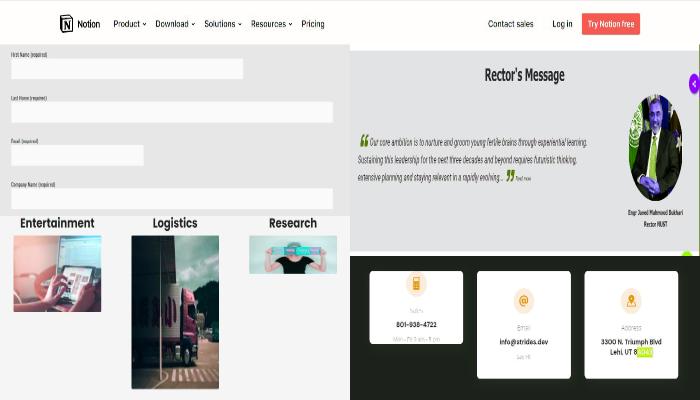 Notion
Product
Download
Solutions
Resources
Pricing
Contact sales
Log in
Try Notion free
First Name (required)
Last Name (required)
Email (required)
Company Name (required)
Entertainment
Logistics
Research
Rector's Message
Our core ambition is to nurture and groom young fertile brains through experiential learning.
Sustaining this leadership for the next three decades and beyond requires futuristic thinking,
extensive planning and staying relevant in a rapidly evolving... Read more
Engr Javed Mahmood Bukhari
Rector NUST
Sales
801-938-4722
Mon - Fri 9 am - 5 pm
Email
info@strides.dev
Say Hi
Address
3300 N. Triumph Blvd
Lehi, UT